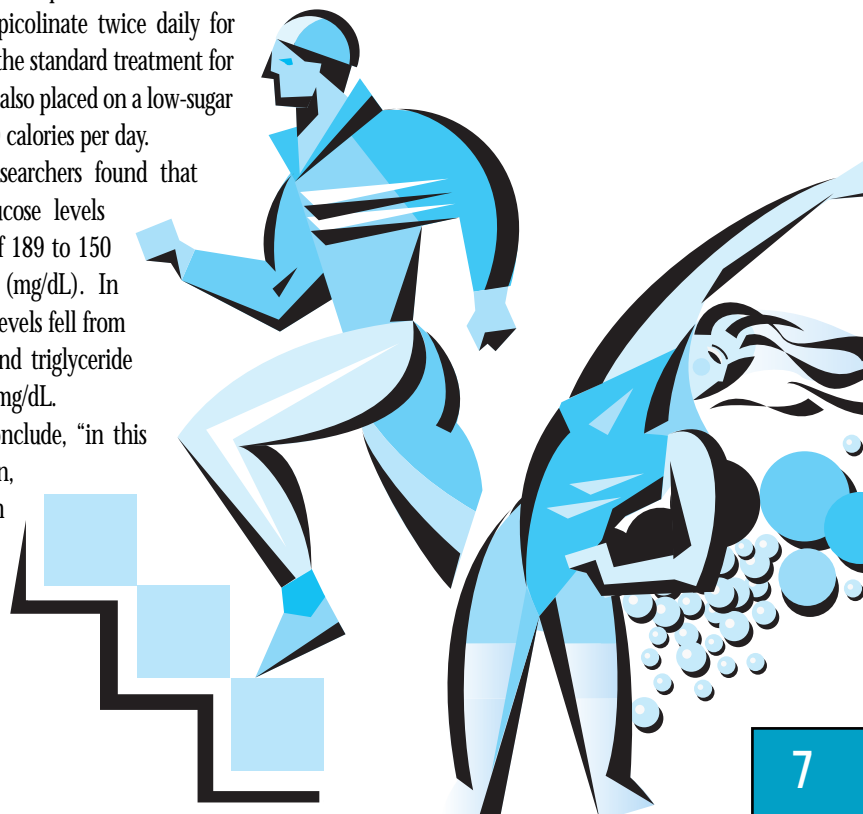 picolinate twice daily for
the standard treatment for
also placed on a low-sugar
calories per day.
searchers found that
ucose levels
f 189 to 150
(mg/dL). In
evels fell from
nd triglyceride
mg/dL.
onclude, “in this
n,
n
7